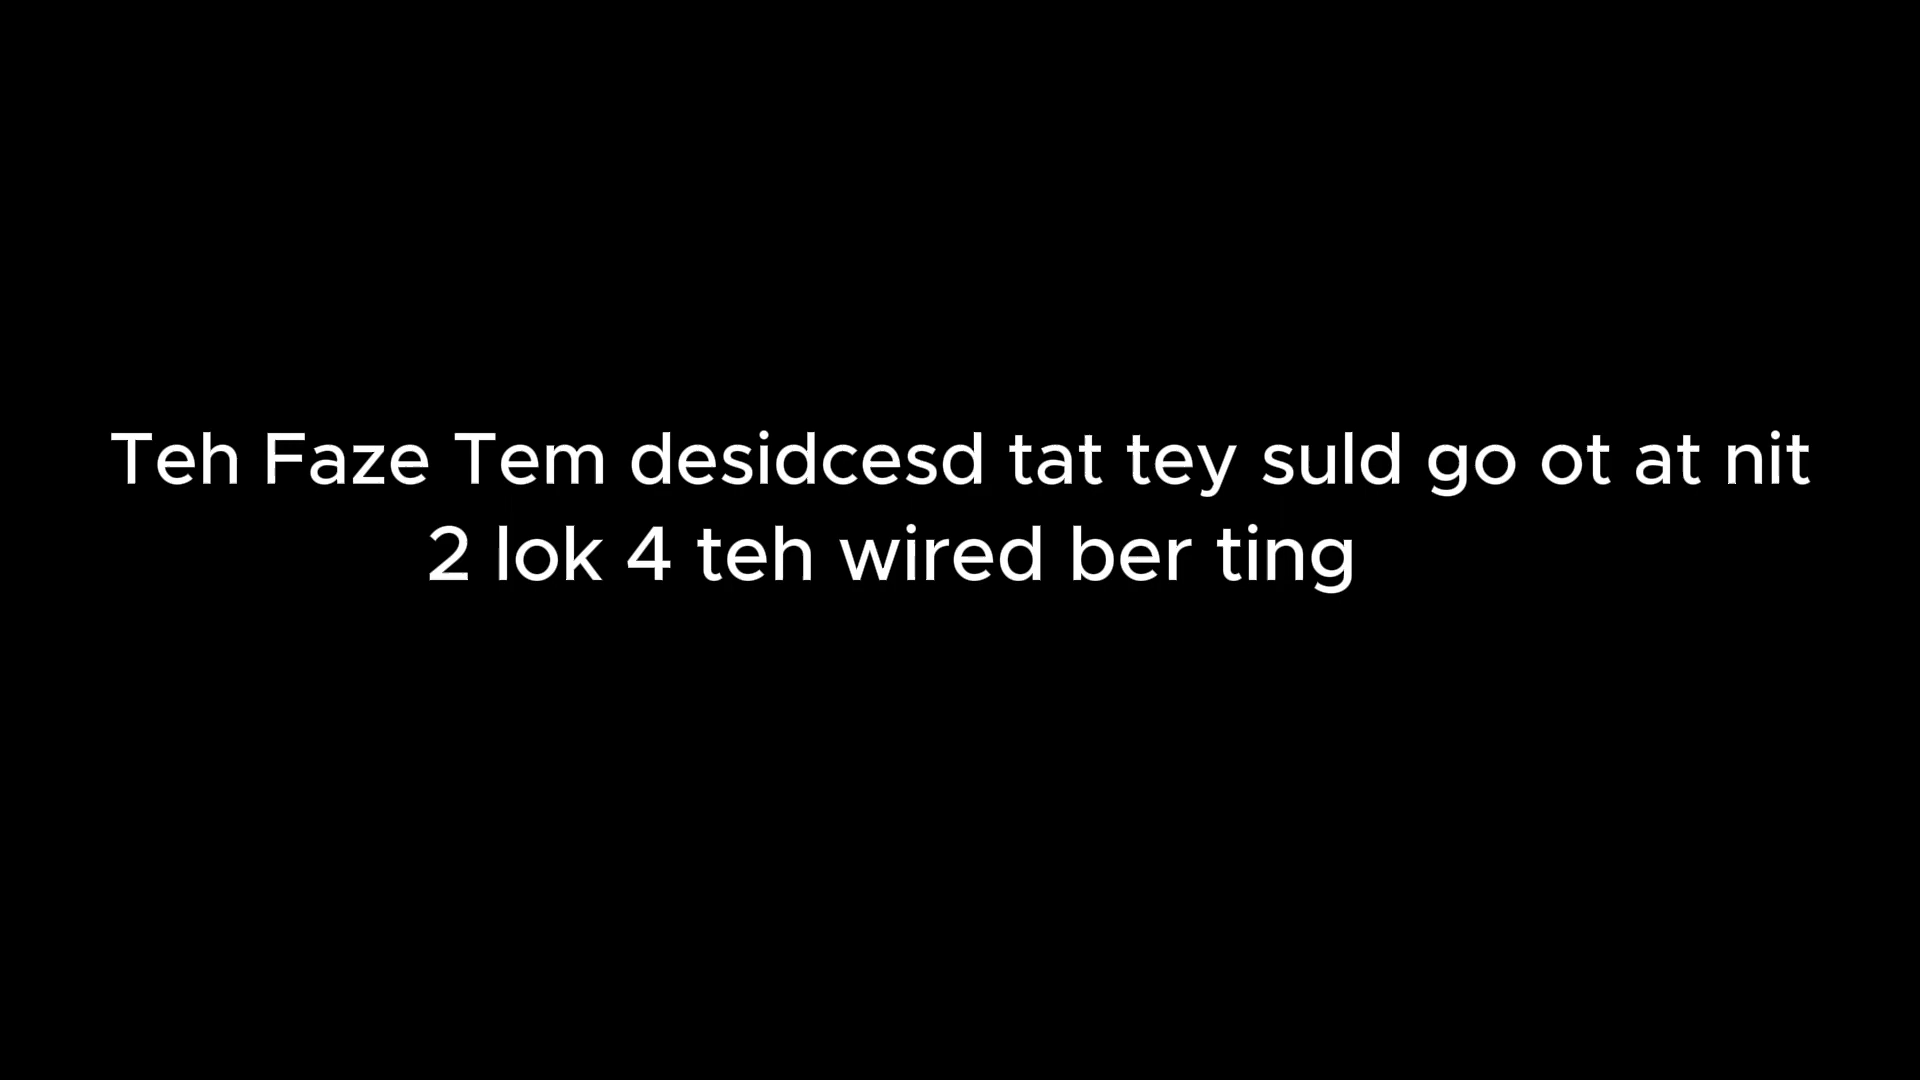 Teh Faze Tem desidcesd tat tey suld go ot at nit
2 lok 4 teh wired ber ting